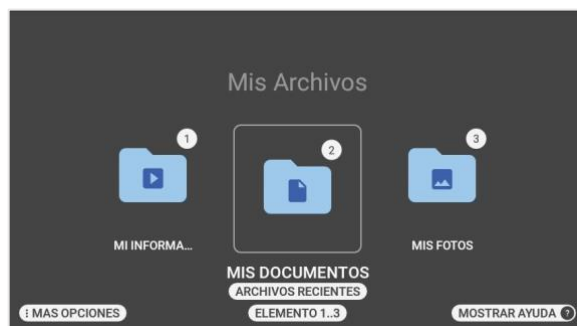 Mis Archivos
1
2
3
MI INFORMA...
MIS DOCUMENTOS
MIS FOTOS
ARCHIVOS RECIENTES
⋮ MAS OPCIONES
ELEMENTO 1..3
MOSTRAR AYUDA ?